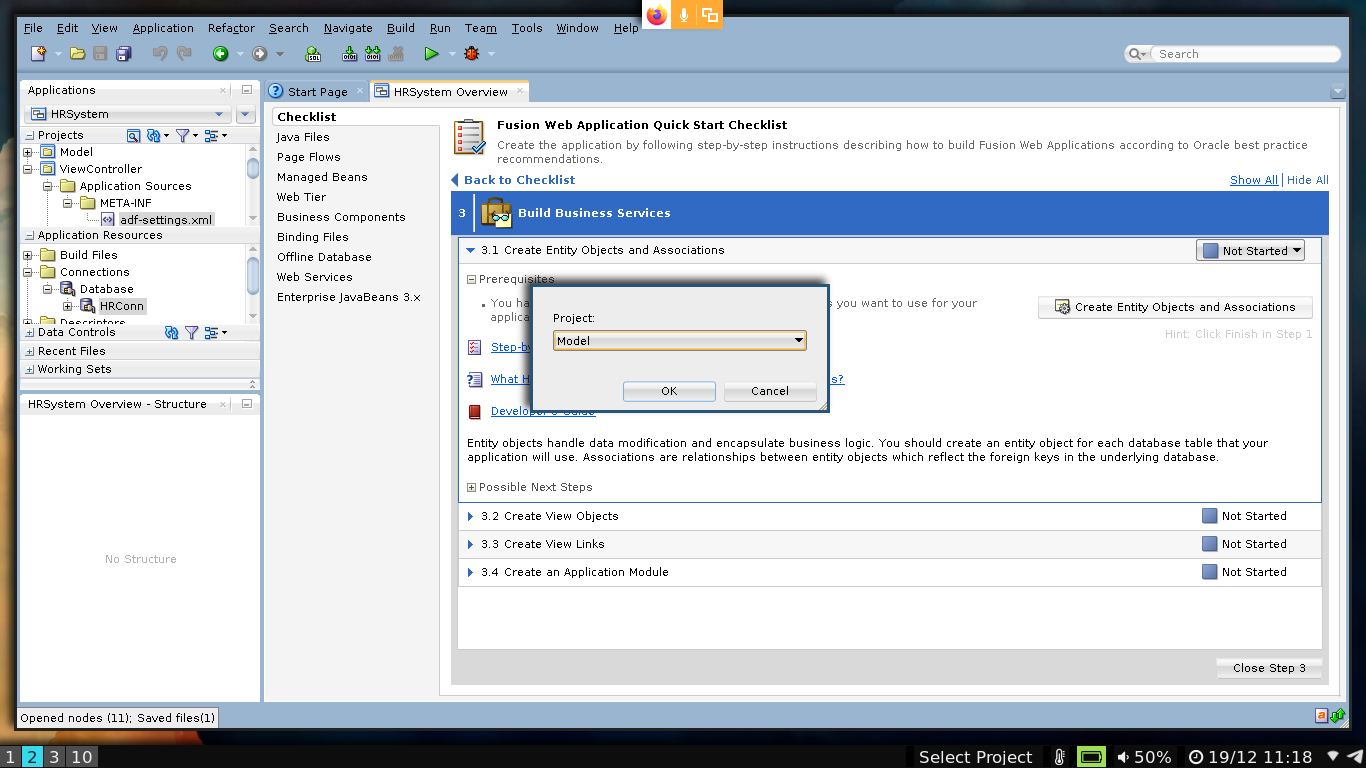 File Edit View Application Refactor Search Navigate Build Run Team Tools Window Help
Search
Applications
HRSystem
Projects
Model
ViewController
Application Sources
META-INF
adf-settings.xml
Application Resources
Build Files
Connections
Database
HRConn
Descriptors
Data Controls
Recent Files
Working Sets
HRSystem Overview - Structure
No Structure
Opened nodes (11); Saved files(1)
Start Page
HRSystem Overview
Checklist
Java Files
Page Flows
Managed Beans
Web Tier
Business Components
Binding Files
Offline Database
Web Services
Enterprise JavaBeans 3.x
Fusion Web Application Quick Start Checklist
Create the application by following step-by-step instructions describing how to build Fusion Web Applications according to Oracle best practice
recommendations.
Back to Checklist
Show All | Hide All
3 Build Business Services
3.1 Create Entity Objects and Associations
Not Started
Prerequisites
• You ha
s you want to use for your
applica
Create Entity Objects and Associations
Hint: Click Finish in Step 1
Step-by
What H
s?
Developer's Guide
Project:
Model
OK
Cancel
Entity objects handle data modification and encapsulate business logic. You should create an entity object for each database table that your
application will use. Associations are relationships between entity objects which reflect the foreign keys in the underlying database.
Possible Next Steps
3.2 Create View Objects
Not Started
3.3 Create View Links
Not Started
3.4 Create an Application Module
Not Started
Close Step 3
1 2 3 10
Select Project
50%
19/12 11:18